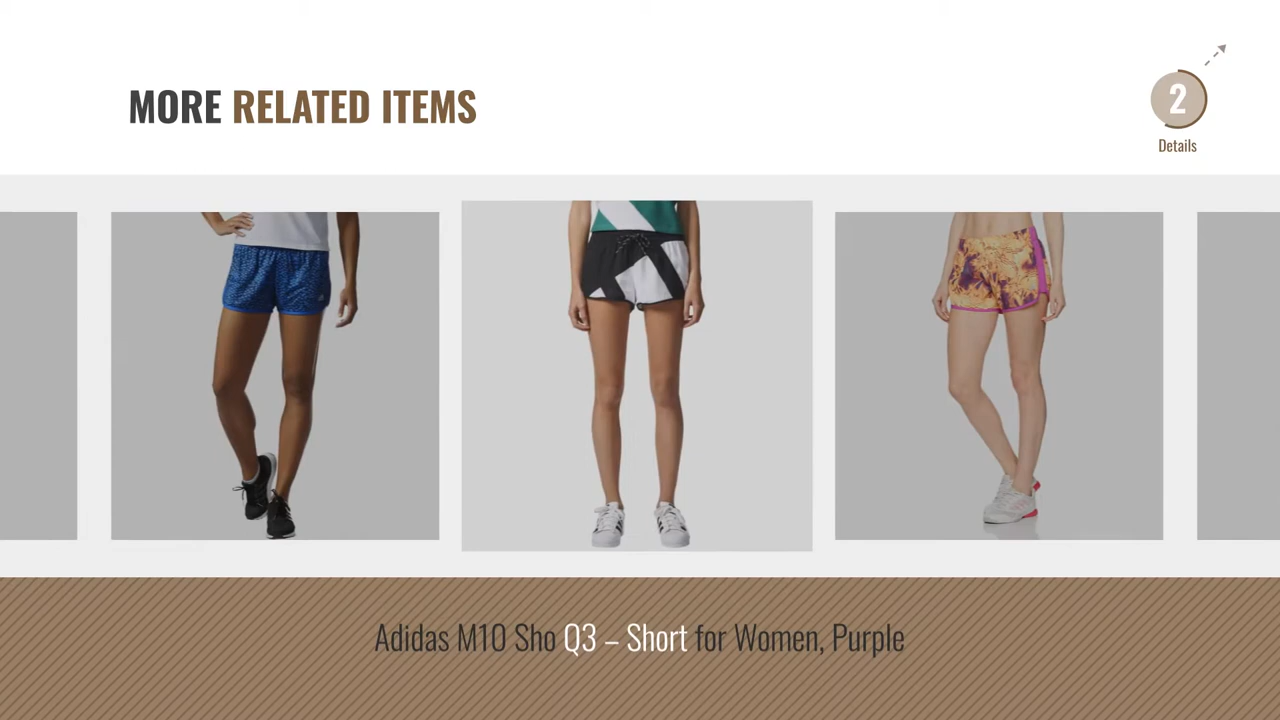 MORE RELATED ITEMS
2
Details
Adidas M10 Sho Q3 – Short for Women, Purple